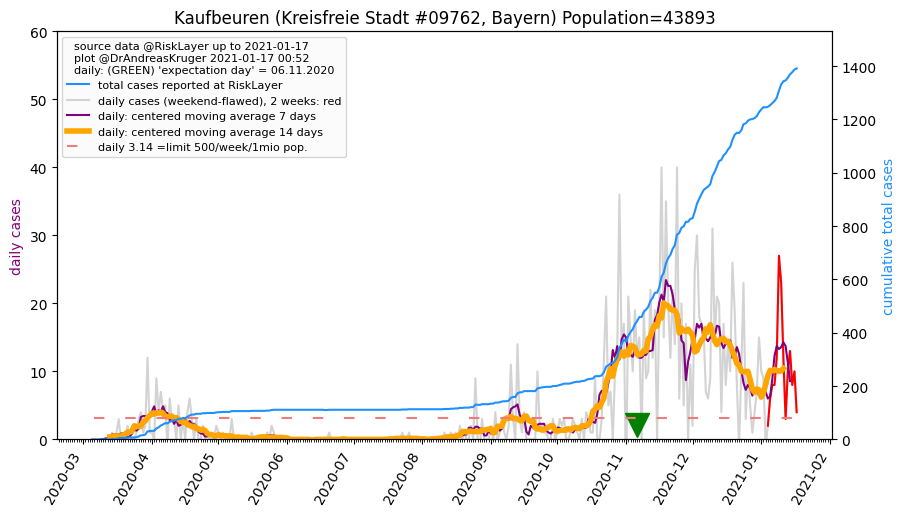 Kaufbeuren (Kreisfreie Stadt #09762, Bayern) Population=43893
source data @RiskLayer up to 2021-01-17
plot @DrAndreasKruger 2021-01-17 00:52
daily: (GREEN) 'expectation day' = 06.11.2020
total cases reported at RiskLayer
daily cases (weekend-flawed), 2 weeks: red
daily: centered moving average 7 days
daily: centered moving average 14 days
daily 3.14 =limit 500/week/1mio pop.
daily cases
60
50
40
30
20
10
0
cumulative total cases
1400
1200
1000
800
600
400
200
0
2020-03
2020-04
2020-05
2020-06
2020-07
2020-08
2020-09
2020-10
2020-11
2020-12
2021-01
2021-02